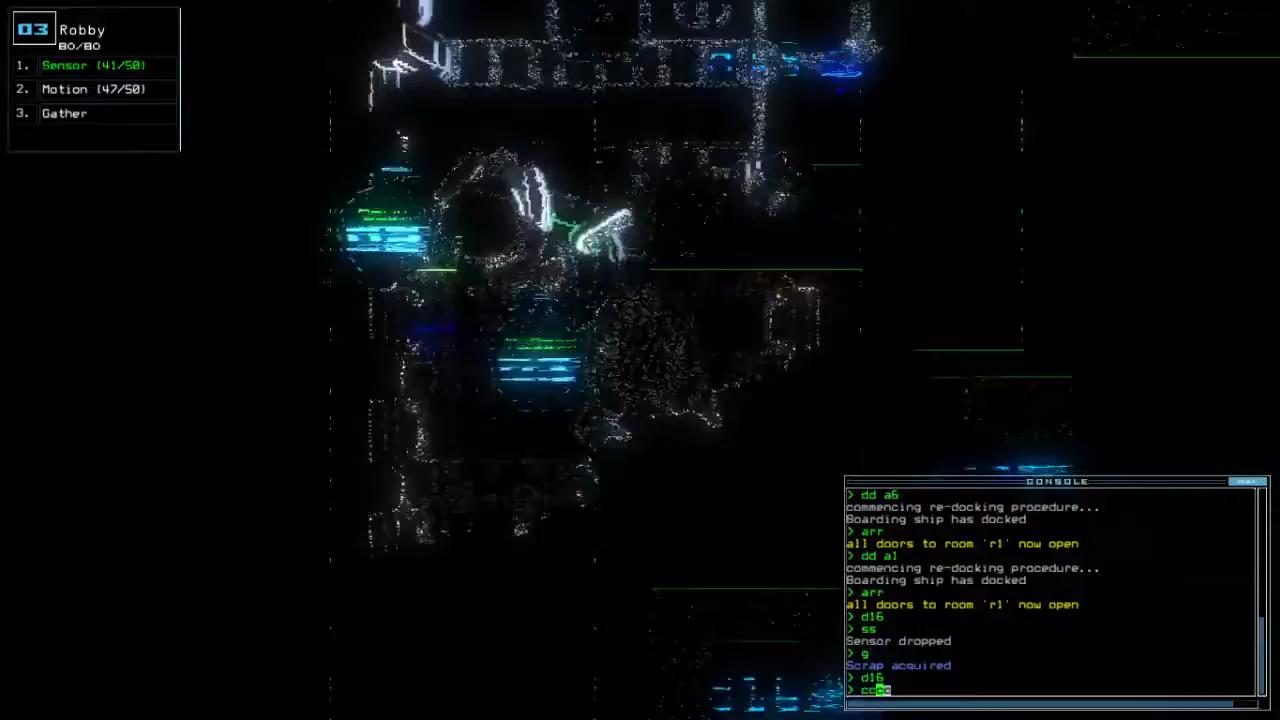 03 Robby
80/80
1. Sensor (41/50)
2. Motion (47/50)
3. Gather
CONSOLE
> dd a6
commencing re-docking procedure...
Boarding ship has docked
> arr
all doors to room 'r1' now open
> dd a1
commencing re-docking procedure...
Boarding ship has docked
> arr
all doors to room 'r1' now open
> d16
> ss
Sensor dropped
> g
Scrap acquired
> d16